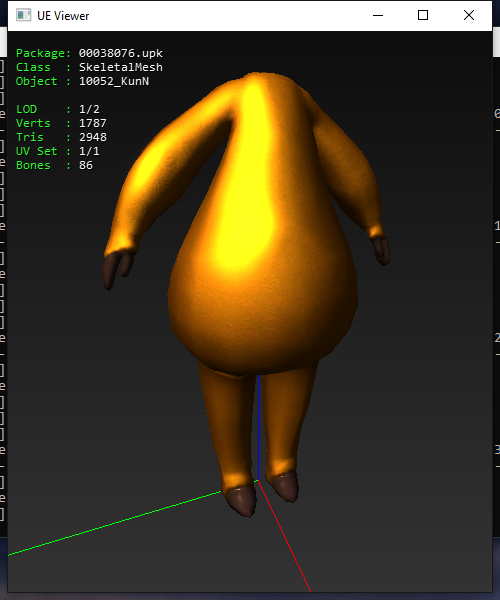 UE Viewer
Package: 00038076.upk
Class : SkeletalMesh
Object : 10052_KunN
LOD : 1/2
Verts : 1787
Tris : 2948
UV Set : 1/1
Bones : 86